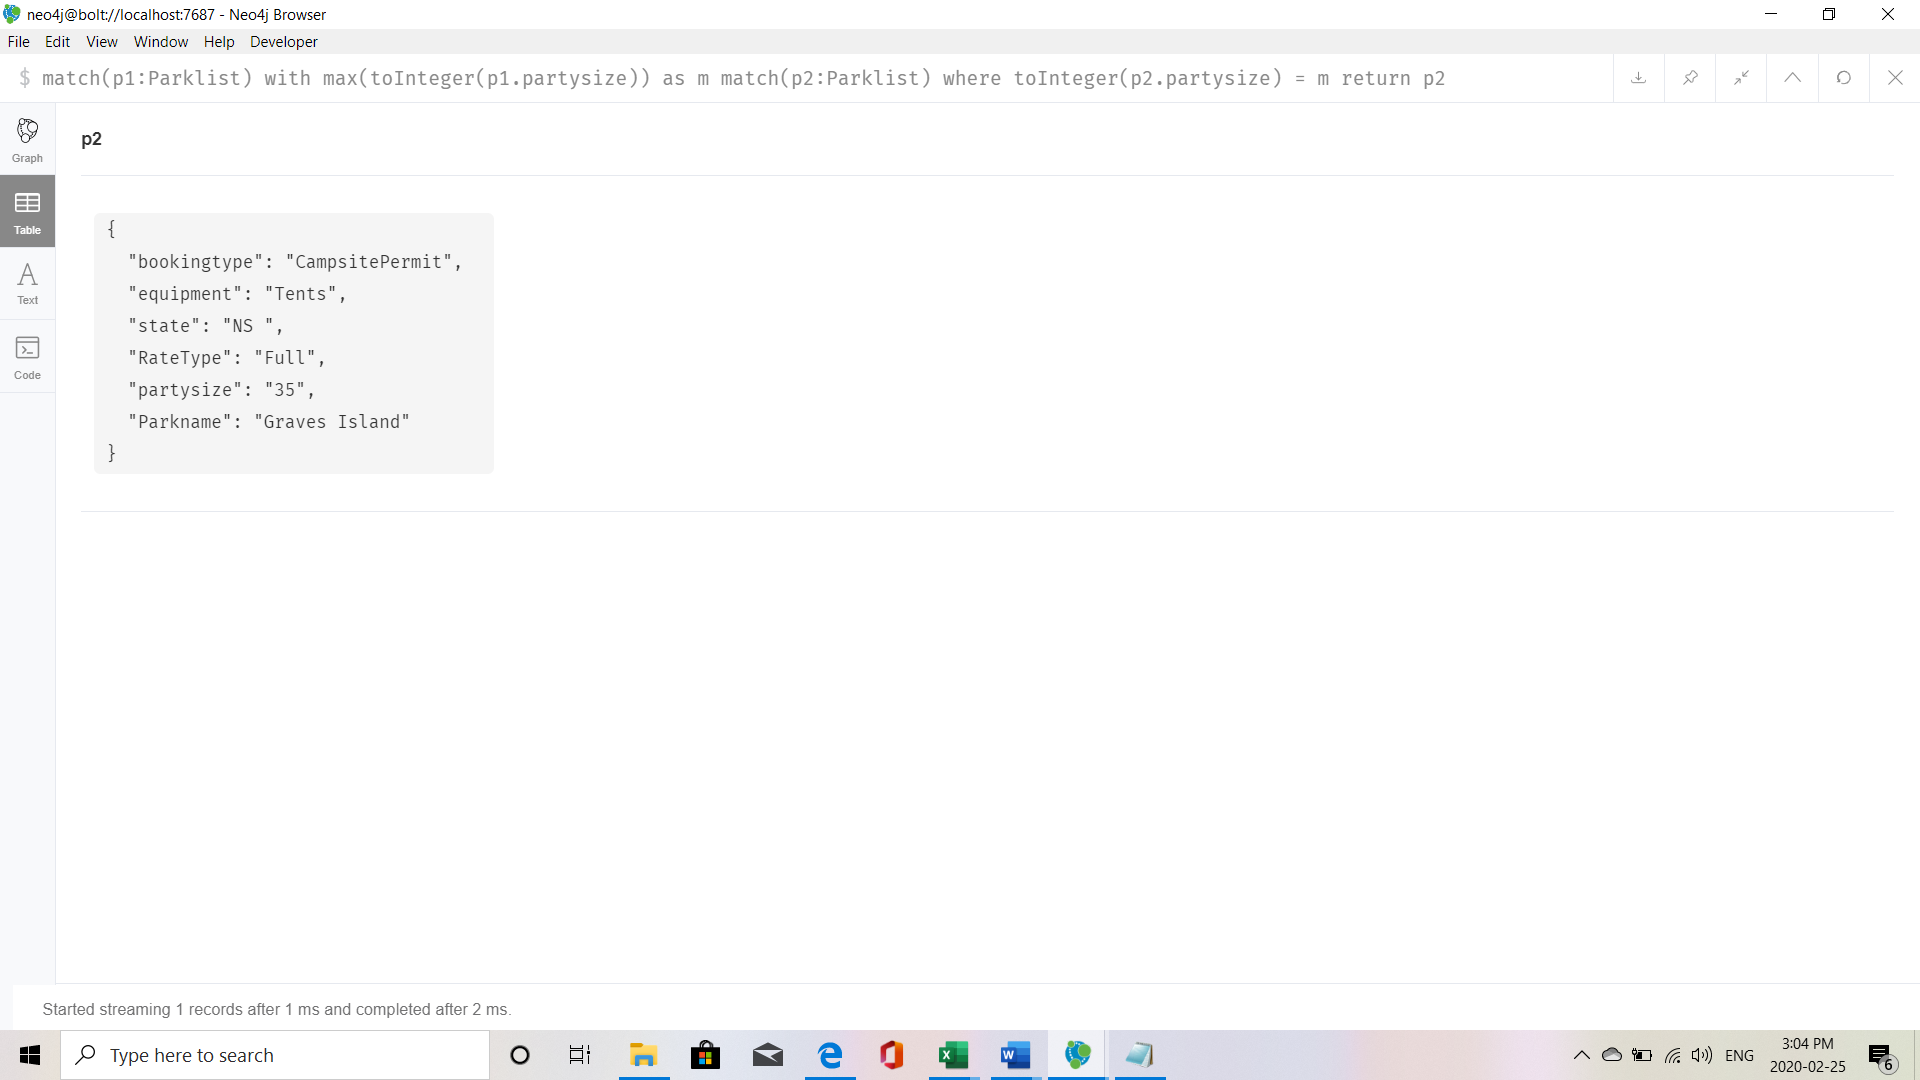 neo4j@bolt://localhost:7687 - Neo4j Browser
File Edit View Window Help Developer
$ match(p1:Parklist) with max(toInteger(p1.partysize)) as m match(p2:Parklist) where toInteger(p2.partysize) = m return p2
Graph
Table
A
Text
Code
p2
{
"bookingtype": "CampsitePermit",
"equipment": "Tents",
"state": "NS ",
"RateType": "Full",
"partysize": "35",
"Parkname": "Graves Island"
}
Started streaming 1 records after 1 ms and completed after 2 ms.
Type here to search
ENG
3:04 PM
2020-02-25
6